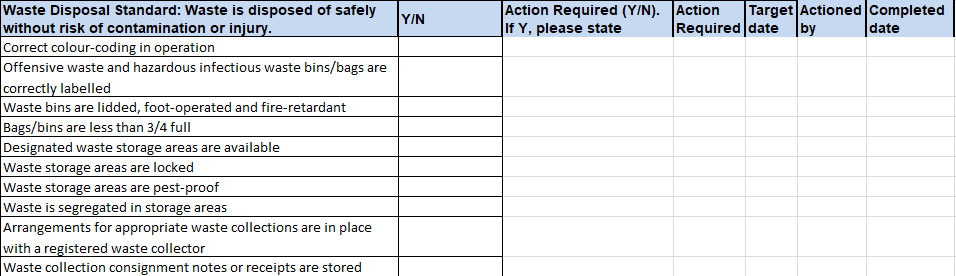 Waste Disposal Standard: Waste is disposed of safely
without risk of contamination or injury.
Y/N
Action Required (Y/N).
If Y, please state
Action
Required
Target
date
Actioned
by
Completed
date
Correct colour-coding in operation
Offensive waste and hazardous infectious waste bins/bags are
correctly labelled
Waste bins are lidded, foot-operated and fire-retardant
Bags/bins are less than 3/4 full
Designated waste storage areas are available
Waste storage areas are locked
Waste storage areas are pest-proof
Waste is segregated in storage areas
Arrangements for appropriate waste collections are in place
with a registered waste collector
Waste collection consignment notes or receipts are stored